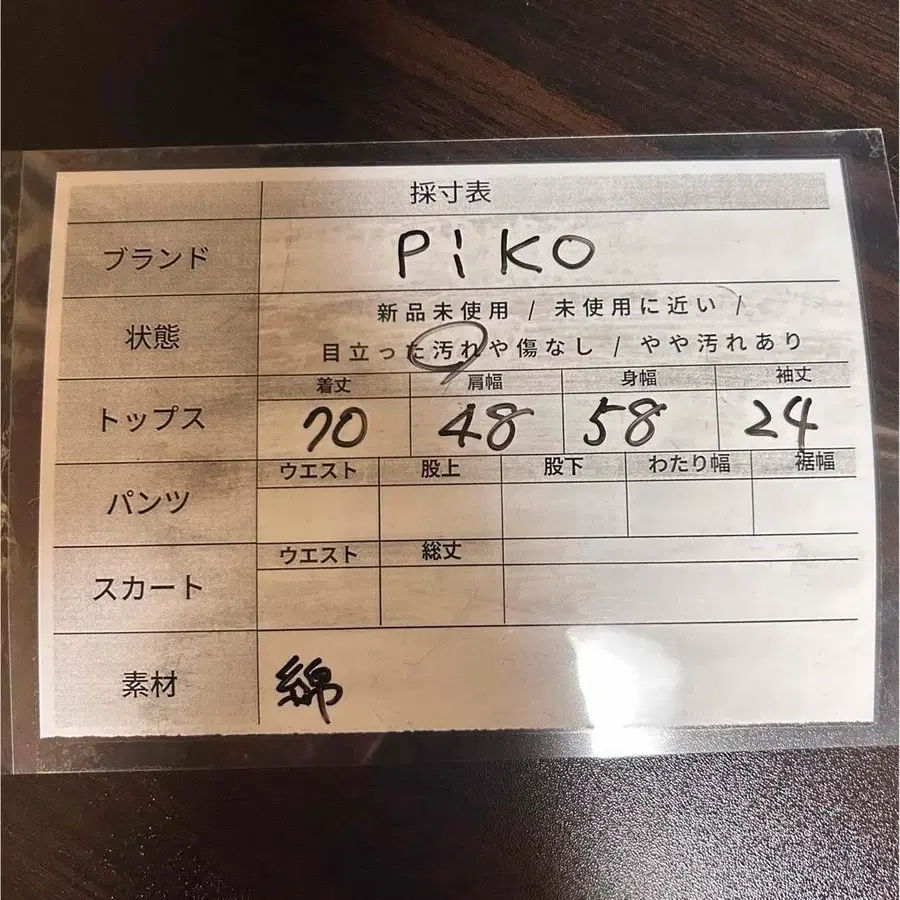 採寸表
ブランド PiKO
状態 新品未使用 / 未使用に近い /
目立った汚れや傷なし / やや汚れあり
着丈 肩幅 身幅 袖丈
トップス 70 48 58 24
ウエスト 股上 股下 わたり幅 裾幅
パンツ
ウエスト 総丈
スカート
素材 綿